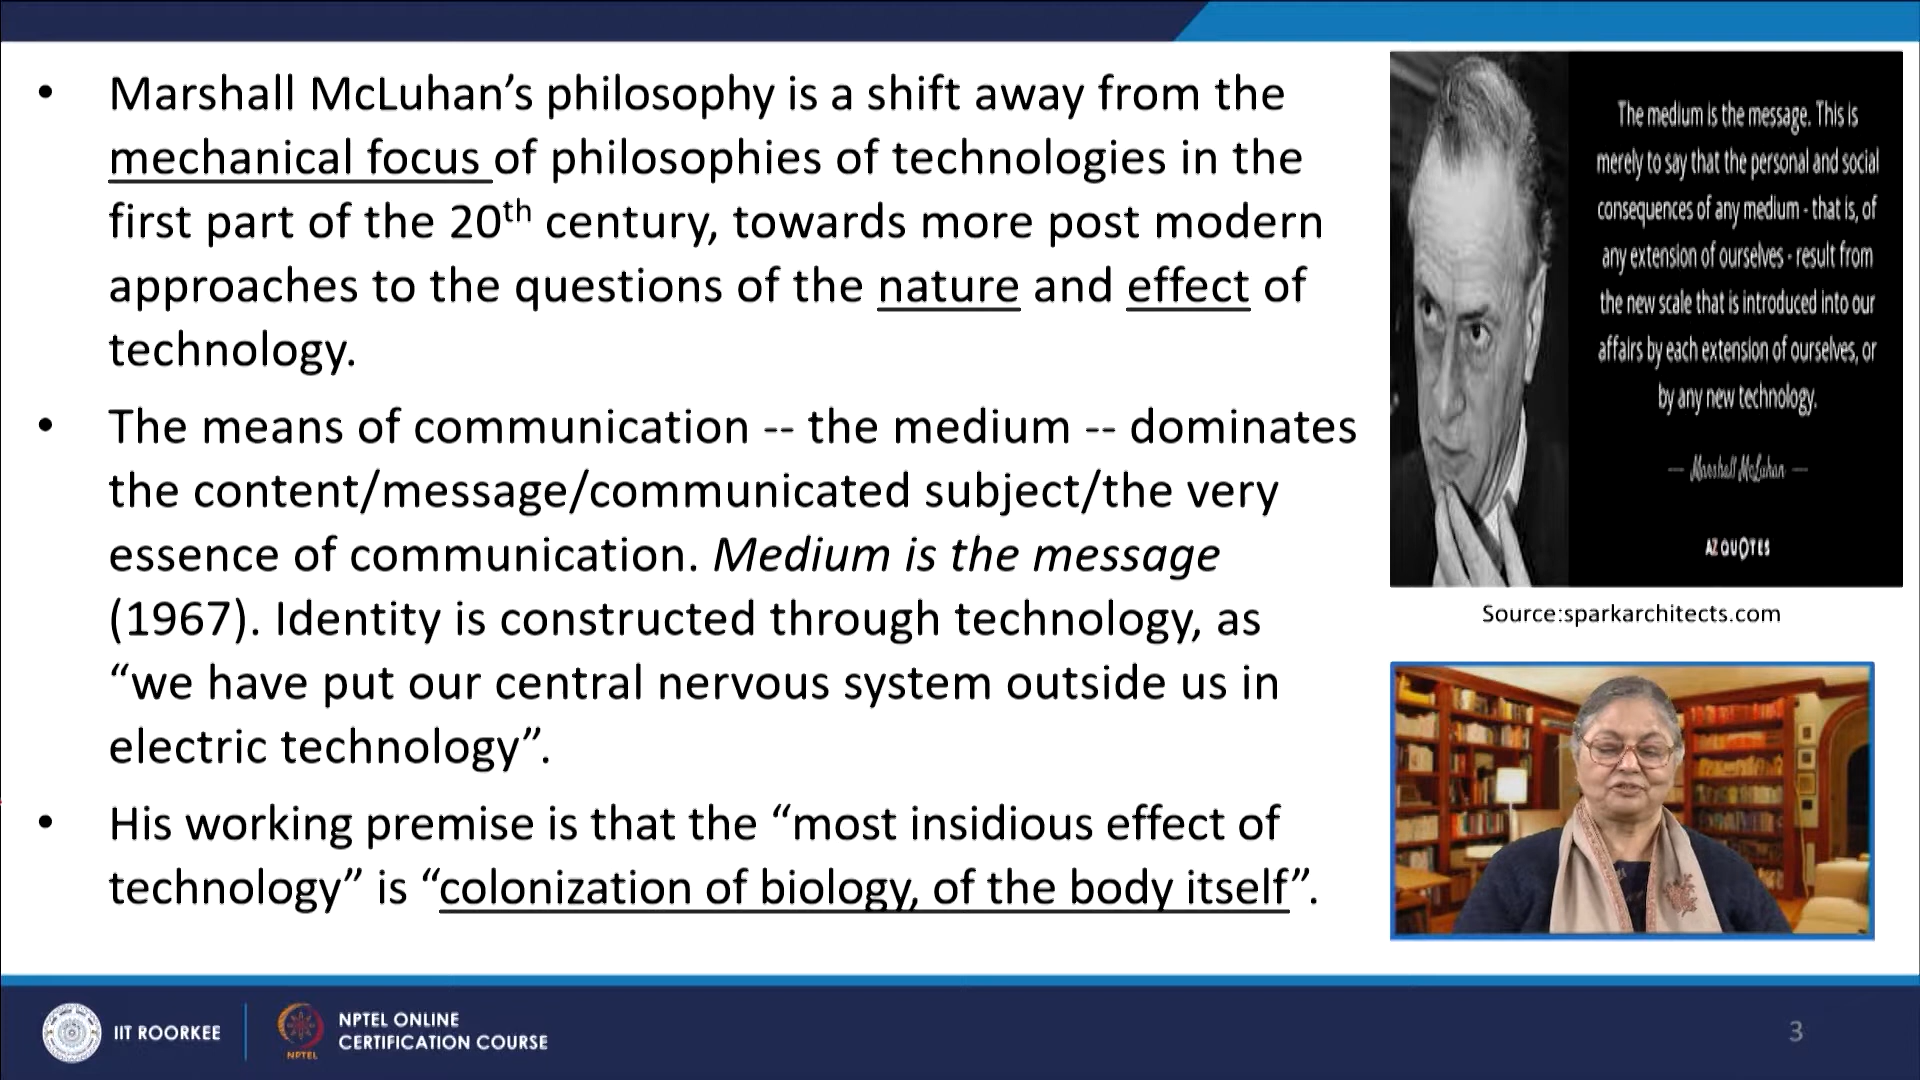 • Marshall McLuhan’s philosophy is a shift away from the
mechanical focus of philosophies of technologies in the
first part of the 20th century, towards more post modern
approaches to the questions of the nature and effect of
technology.
• The means of communication -- the medium -- dominates
the content/message/communicated subject/the very
essence of communication. Medium is the message
(1967). Identity is constructed through technology, as
“we have put our central nervous system outside us in
electric technology”.
• His working premise is that the “most insidious effect of
technology” is “colonization of biology, of the body itself”.
The medium is the message. This is
merely to say that the personal and social
consequences of any medium - that is, of
any extension of ourselves - result from
the new scale that is introduced into our
affairs by each extension of ourselves, or
by any new technology.
— Marshall McLuhan —
AZ QUOTES
Source:sparkarchitects.com
IIT ROORKEE
NPTEL
NPTEL ONLINE
CERTIFICATION COURSE
3